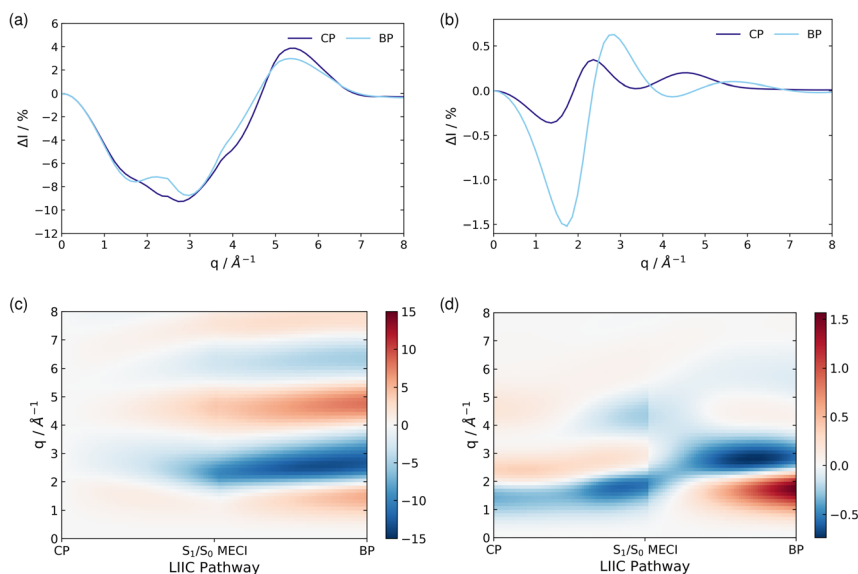 (a)
CP BP
6
4
2
0
−2
−4
−6
−8
−10
−12
ΔI / %
0 1 2 3 4 5 6 7 8
q / Å⁻¹
(b)
CP BP
0.5
0.0
−0.5
−1.0
−1.5
ΔI / %
0 1 2 3 4 5 6 7 8
q / Å⁻¹
(c)
8
7
6
5
4
3
2
1
0
q / Å⁻¹
CP S₁/S₀ MECI BP
LIIC Pathway
15
10
5
0
−5
−10
−15
(d)
8
7
6
5
4
3
2
1
0
q / Å⁻¹
CP S₁/S₀ MECI BP
LIIC Pathway
1.5
1.0
0.5
0.0
−0.5